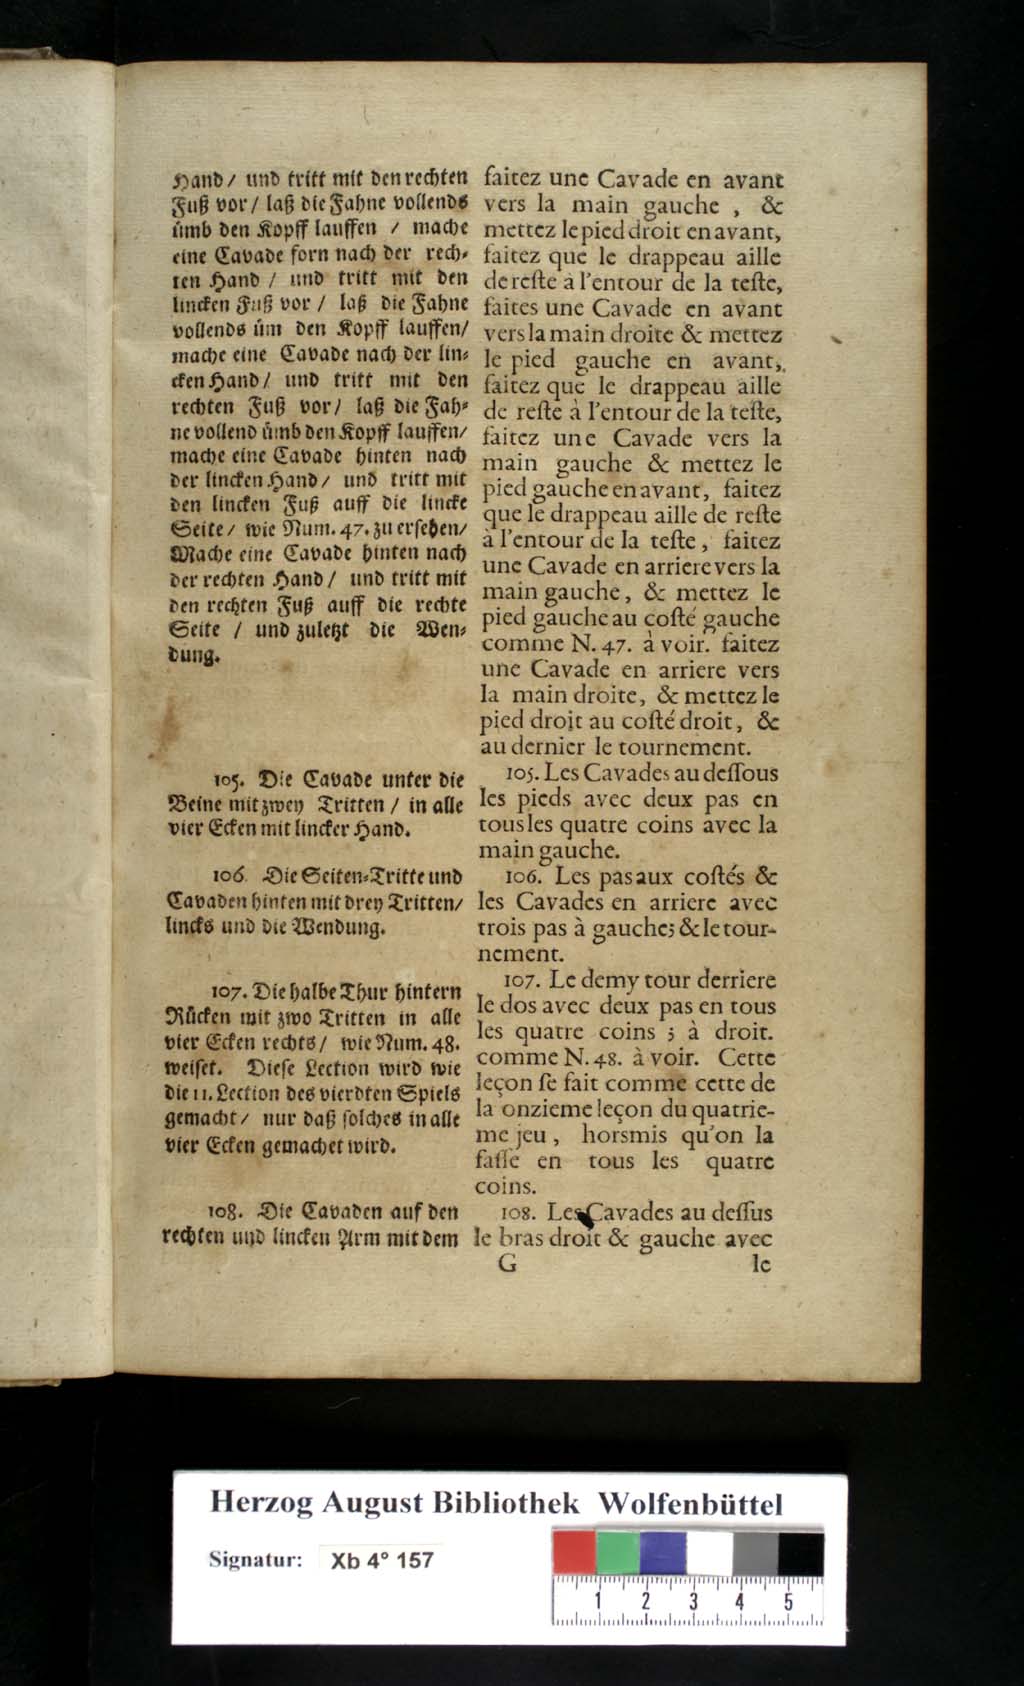 Hand / und tritt mit den rechten
Fuß vor / laß die Fahne vollends
ümb den Kopff lauffen / mache
eine Cavade forn nach der rech⸗
ten Hand / und tritt mit den
lincken Fuß vor / laß die Fahne
vollends üm den Kopff lauffen /
mache eine Cavade nach der lin⸗
cken Hand / und tritt mit den
rechten Fuß vor / laß die Fah⸗
ne vollend ümb den Kopff lauffen /
mache eine Cavade hinten nach
der lincken Hand / und tritt mit
den lincken Fuß auff die lincke
Seite / wie Num. 47. zu ersehen /
Mache eine Cavade hinten nach
der rechten Hand / und tritt mit
den rechten Fuß auff die rechte
Seite / und zuletzt die Wen⸗
dung.
105. Die Cavade unter die
Beine mit zwey Tritten / in alle
vier Ecken mit lincker Hand.
106. Die Seiten⸗Tritte und
Cavaden hinten mit drey Tritten /
lincks und die Wendung.
107. Die halbe Thur hintern
Rücken mit zwo Tritten in alle
vier Ecken rechts / wie Num. 48.
weiset. Diese Lection wird wie
die 11. Lection des vierdten Spiels
gemacht / nur daß solches in alle
vier Ecken gemachet wird.
108. Die Cavaden auf den
rechten und lincken Arm mit dem
faitez une Cavade en avant
vers la main gauche , &
mettez le pied droit en avant,
faitez que le drappeau aille
de reſte à l'entour de la teſte,
faites une Cavade en avant
vers la main droite & mettez
le pied gauche en avant,
faitez que le drappeau aille
de reſte à l'entour de la teſte,
faitez une Cavade vers la
main gauche & mettez le
pied gauche en avant, faitez
que le drappeau aille de reſte
à l'entour de la teſte, faitez
une Cavade en arriere vers la
main gauche, & mettez le
pied gauche au coſté gauche
comme N. 47. à voir. faitez
une Cavade en arriere vers
la main droite, & mettez le
pied droit au coſté droit, &
au dernier le tournement.
105. Les Cavades au deſſous
les pieds avec deux pas en
tous les quatre coins avec la
main gauche.
106. Les pas aux coſtés &
les Cavades en arriere avec
trois pas à gauche; & le tour-
nement.
107. Le demy tour derriere
le dos avec deux pas en tous
les quatre coins ; à droit.
comme N. 48. à voir. Cette
leçon ſe fait comme cette de
la onzieme leçon du quatrie-
me jeu , horsmis qu'on la
faſſe en tous les quatre
coins.
108. Les Cavades au deſſus
le bras droit & gauche avec
G le
Herzog August Bibliothek Wolfenbüttel
Signatur: Xb 4° 157
1 2 3 4 5